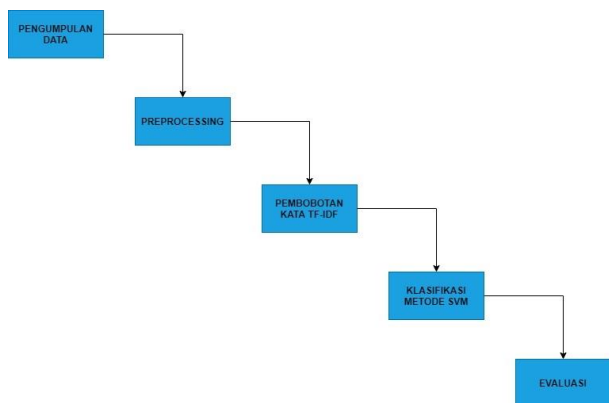 PENGUMPULAN
DATA
PREPROCESSING
PEMBOBOTAN
KATA TF-IDF
KLASIFIKASI
METODE SVM
EVALUASI